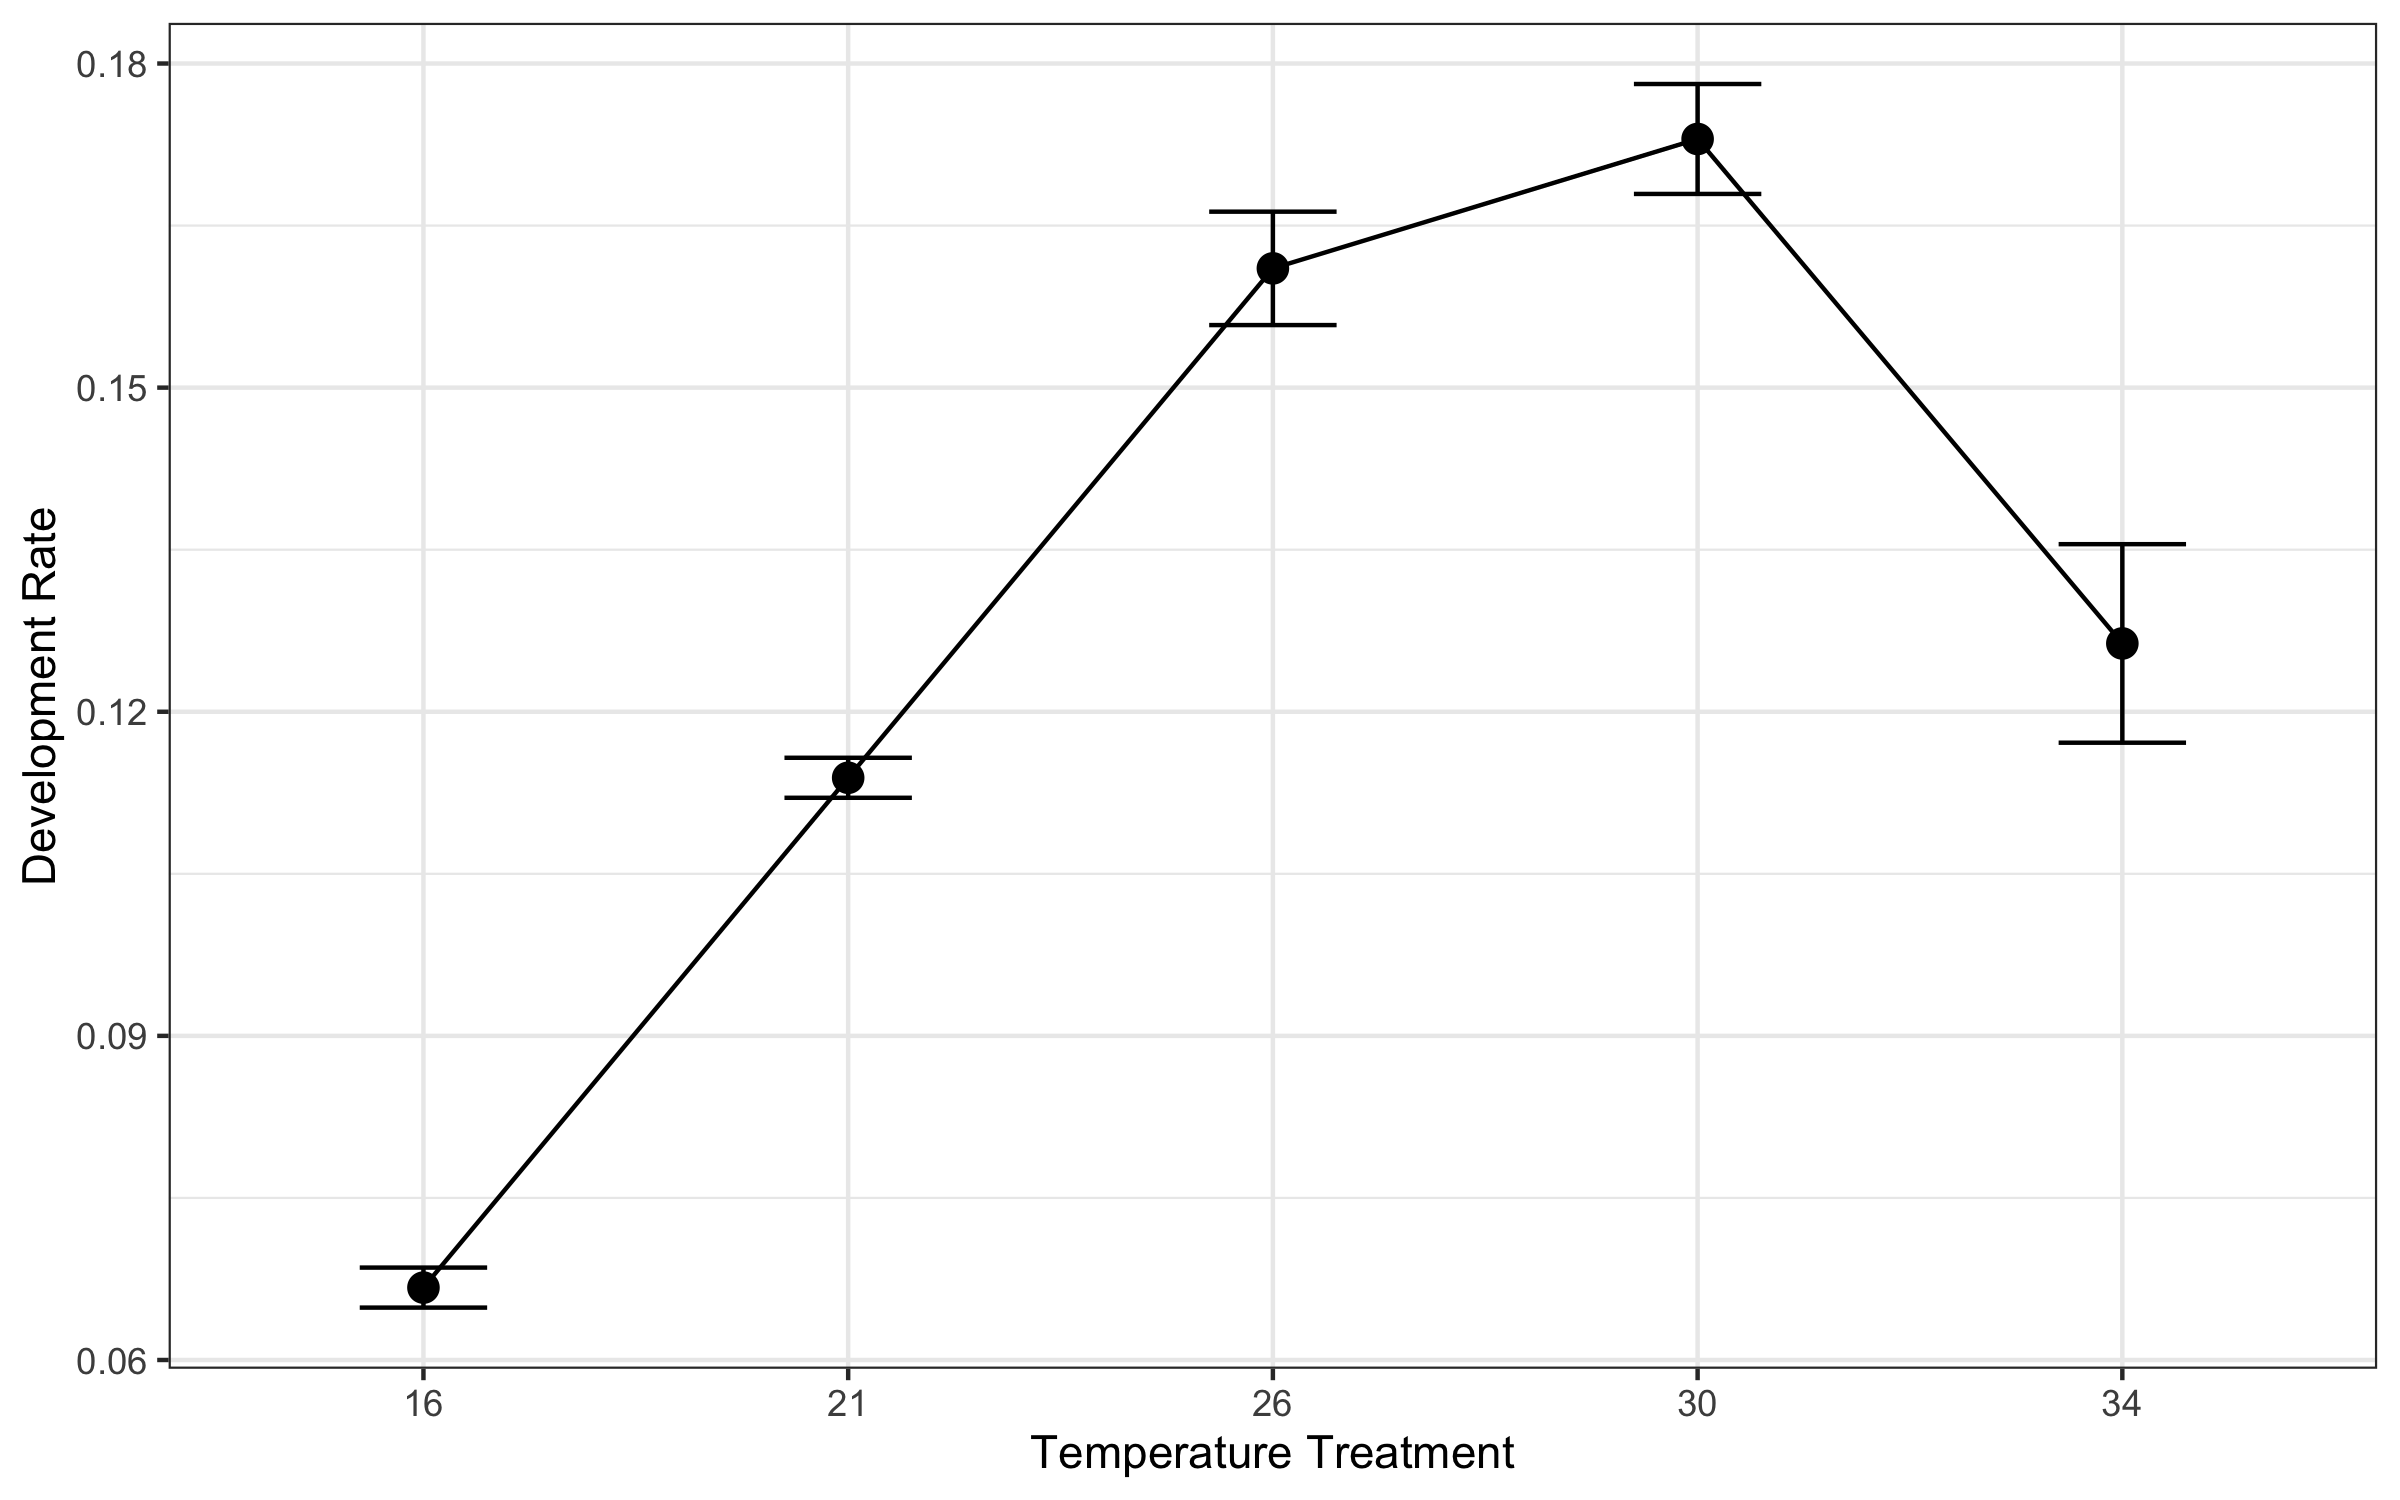 0.18
0.15
0.12
0.09
0.06
Development Rate
16 21 26 30 34
Temperature Treatment